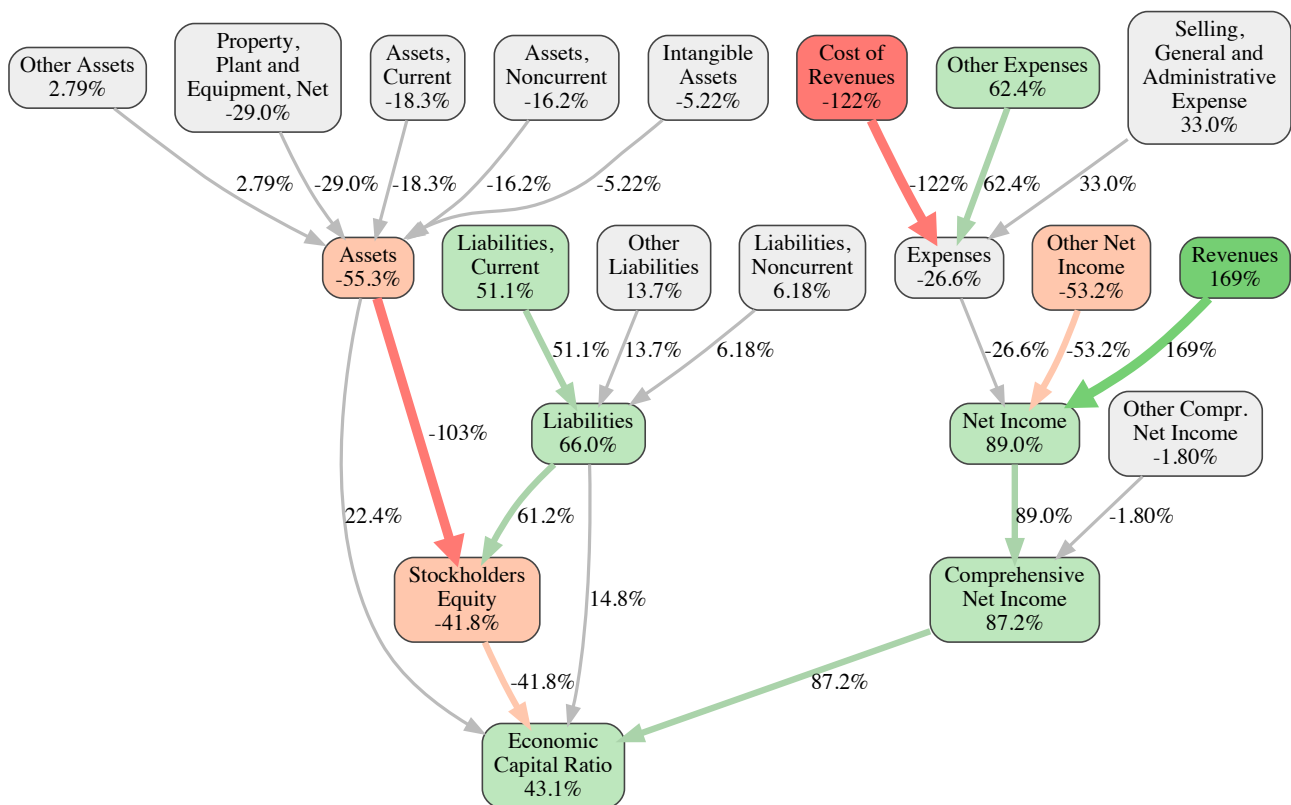 Other Assets
2.79%
Property,
Plant and
Equipment, Net
-29.0%
Assets,
Current
-18.3%
Assets,
Noncurrent
-16.2%
Intangible
Assets
-5.22%
Cost of
Revenues
-122%
Other Expenses
62.4%
Selling,
General and
Administrative
Expense
33.0%
2.79%
-29.0%
-18.3%
-16.2%
-5.22%
-122%
62.4%
33.0%
Assets
-55.3%
Liabilities,
Current
51.1%
Other
Liabilities
13.7%
Liabilities,
Noncurrent
6.18%
Expenses
-26.6%
Other Net
Income
-53.2%
Revenues
169%
51.1%
13.7%
6.18%
-26.6%
-53.2%
169%
-103%
Liabilities
66.0%
Net Income
89.0%
Other Compr.
Net Income
-1.80%
22.4%
61.2%
89.0%
-1.80%
Stockholders
Equity
-41.8%
14.8%
Comprehensive
Net Income
87.2%
-41.8%
87.2%
Economic
Capital Ratio
43.1%